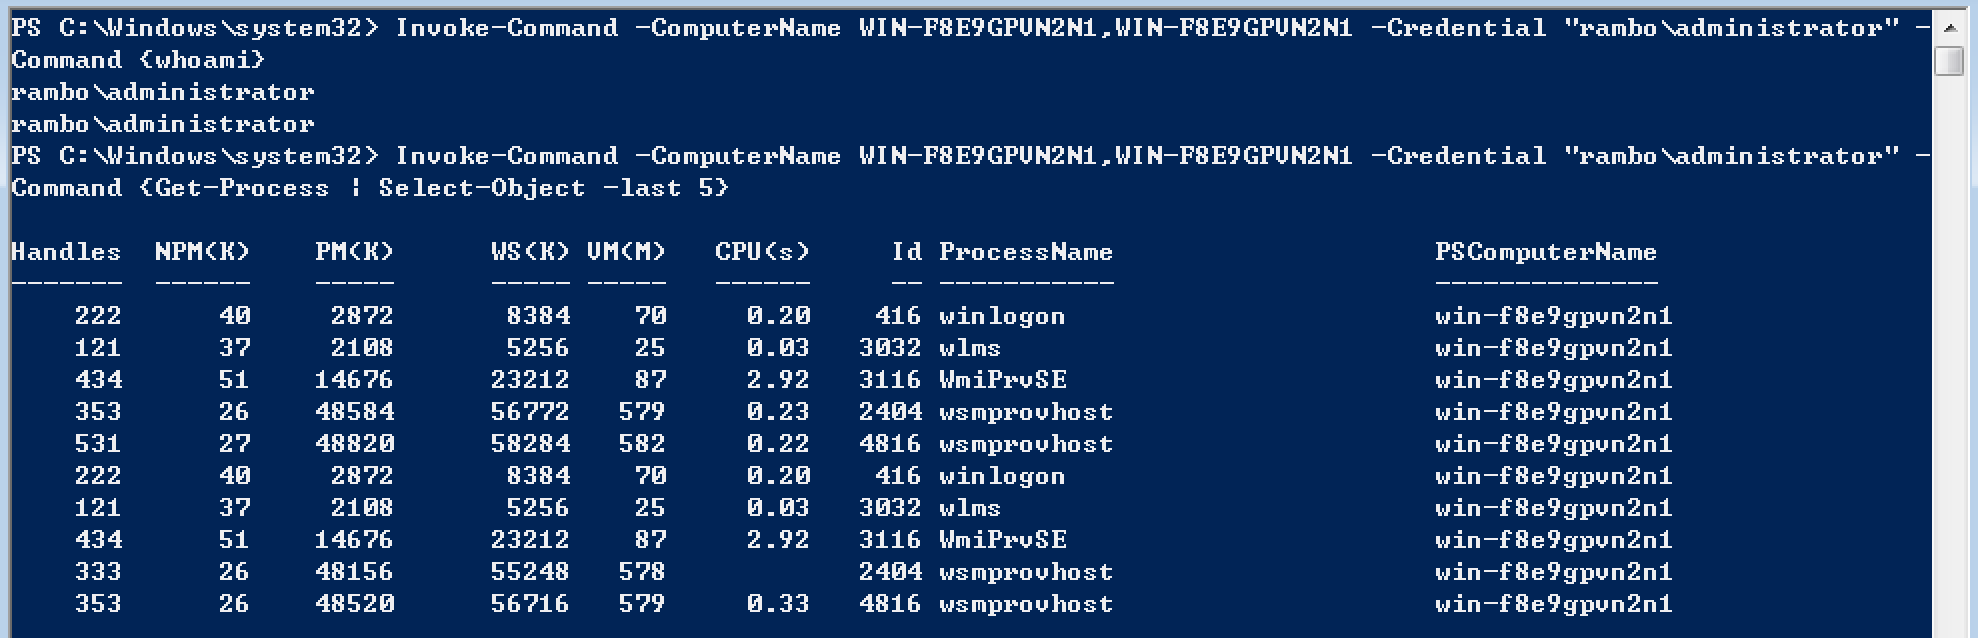 PS C:\Windows\system32> Invoke-Command -ComputerName WIN-F8E9GPVN2N1,WIN-F8E9GPVN2N1 -Credential "rambo\administrator" -
Command {whoami}
rambo\administrator
rambo\administrator
PS C:\Windows\system32> Invoke-Command -ComputerName WIN-F8E9GPVN2N1,WIN-F8E9GPVN2N1 -Credential "rambo\administrator" -
Command {Get-Process | Select-Object -last 5}
Handles  NPM(K)    PM(K)      WS(K) VM(M)   CPU(s)     Id ProcessName                    PSComputerName
-------  ------    -----      ----- -----   ------     -- -----------                    --------------
    222      40     2872       8384    70     0.20    416 winlogon                       win-f8e9gpvn2n1
    121      37     2108       5256    25     0.03   3032 wlms                           win-f8e9gpvn2n1
    434      51    14676      23212    87     2.92   3116 WmiPrvSE                       win-f8e9gpvn2n1
    353      26    48584      56772   579     0.23   2404 wsmprovhost                    win-f8e9gpvn2n1
    531      27    48820      58284   582     0.22   4816 wsmprovhost                    win-f8e9gpvn2n1
    222      40     2872       8384    70     0.20    416 winlogon                       win-f8e9gpvn2n1
    121      37     2108       5256    25     0.03   3032 wlms                           win-f8e9gpvn2n1
    434      51    14676      23212    87     2.92   3116 WmiPrvSE                       win-f8e9gpvn2n1
    333      26    48156      55248   578            2404 wsmprovhost                    win-f8e9gpvn2n1
    353      26    48520      56716   579     0.33   4816 wsmprovhost                    win-f8e9gpvn2n1